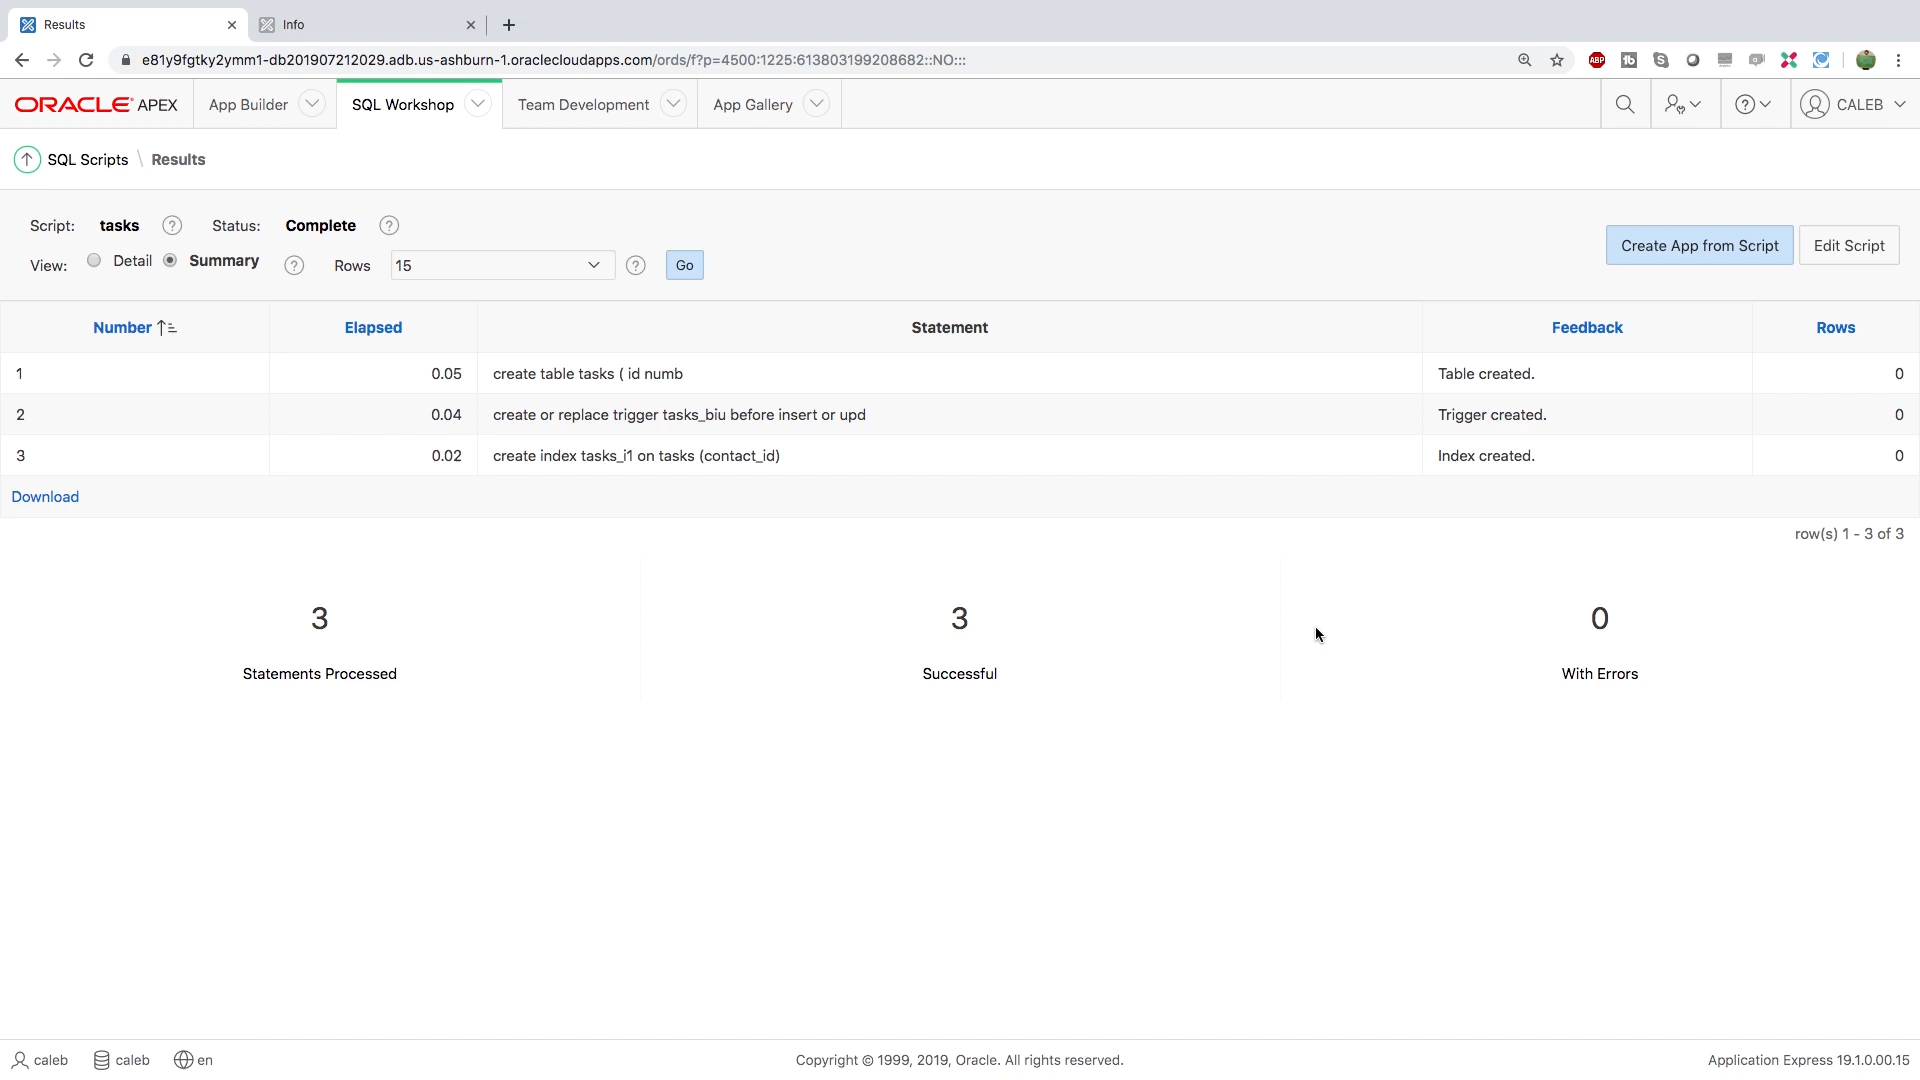 Results
Info
e81y9fgtky2ymm1-db201907212029.adb.us-ashburn-1.oraclecloudapps.com/ords/f?p=4500:1225:613803199208682::NO:::
ABP
ORACLE APEX
App Builder
SQL Workshop
Team Development
App Gallery
CALEB
SQL Scripts \ Results
Script: tasks ? Status: Complete ?
View: Detail Summary ? Rows 15 ? Go
Create App from Script Edit Script
Number Elapsed Statement Feedback Rows
1 0.05 create table tasks ( id numb Table created. 0
2 0.04 create or replace trigger tasks_biu before insert or upd Trigger created. 0
3 0.02 create index tasks_i1 on tasks (contact_id) Index created. 0
Download
row(s) 1 - 3 of 3
3 3 0
Statements Processed Successful With Errors
caleb caleb en Copyright © 1999, 2019, Oracle. All rights reserved. Application Express 19.1.0.00.15